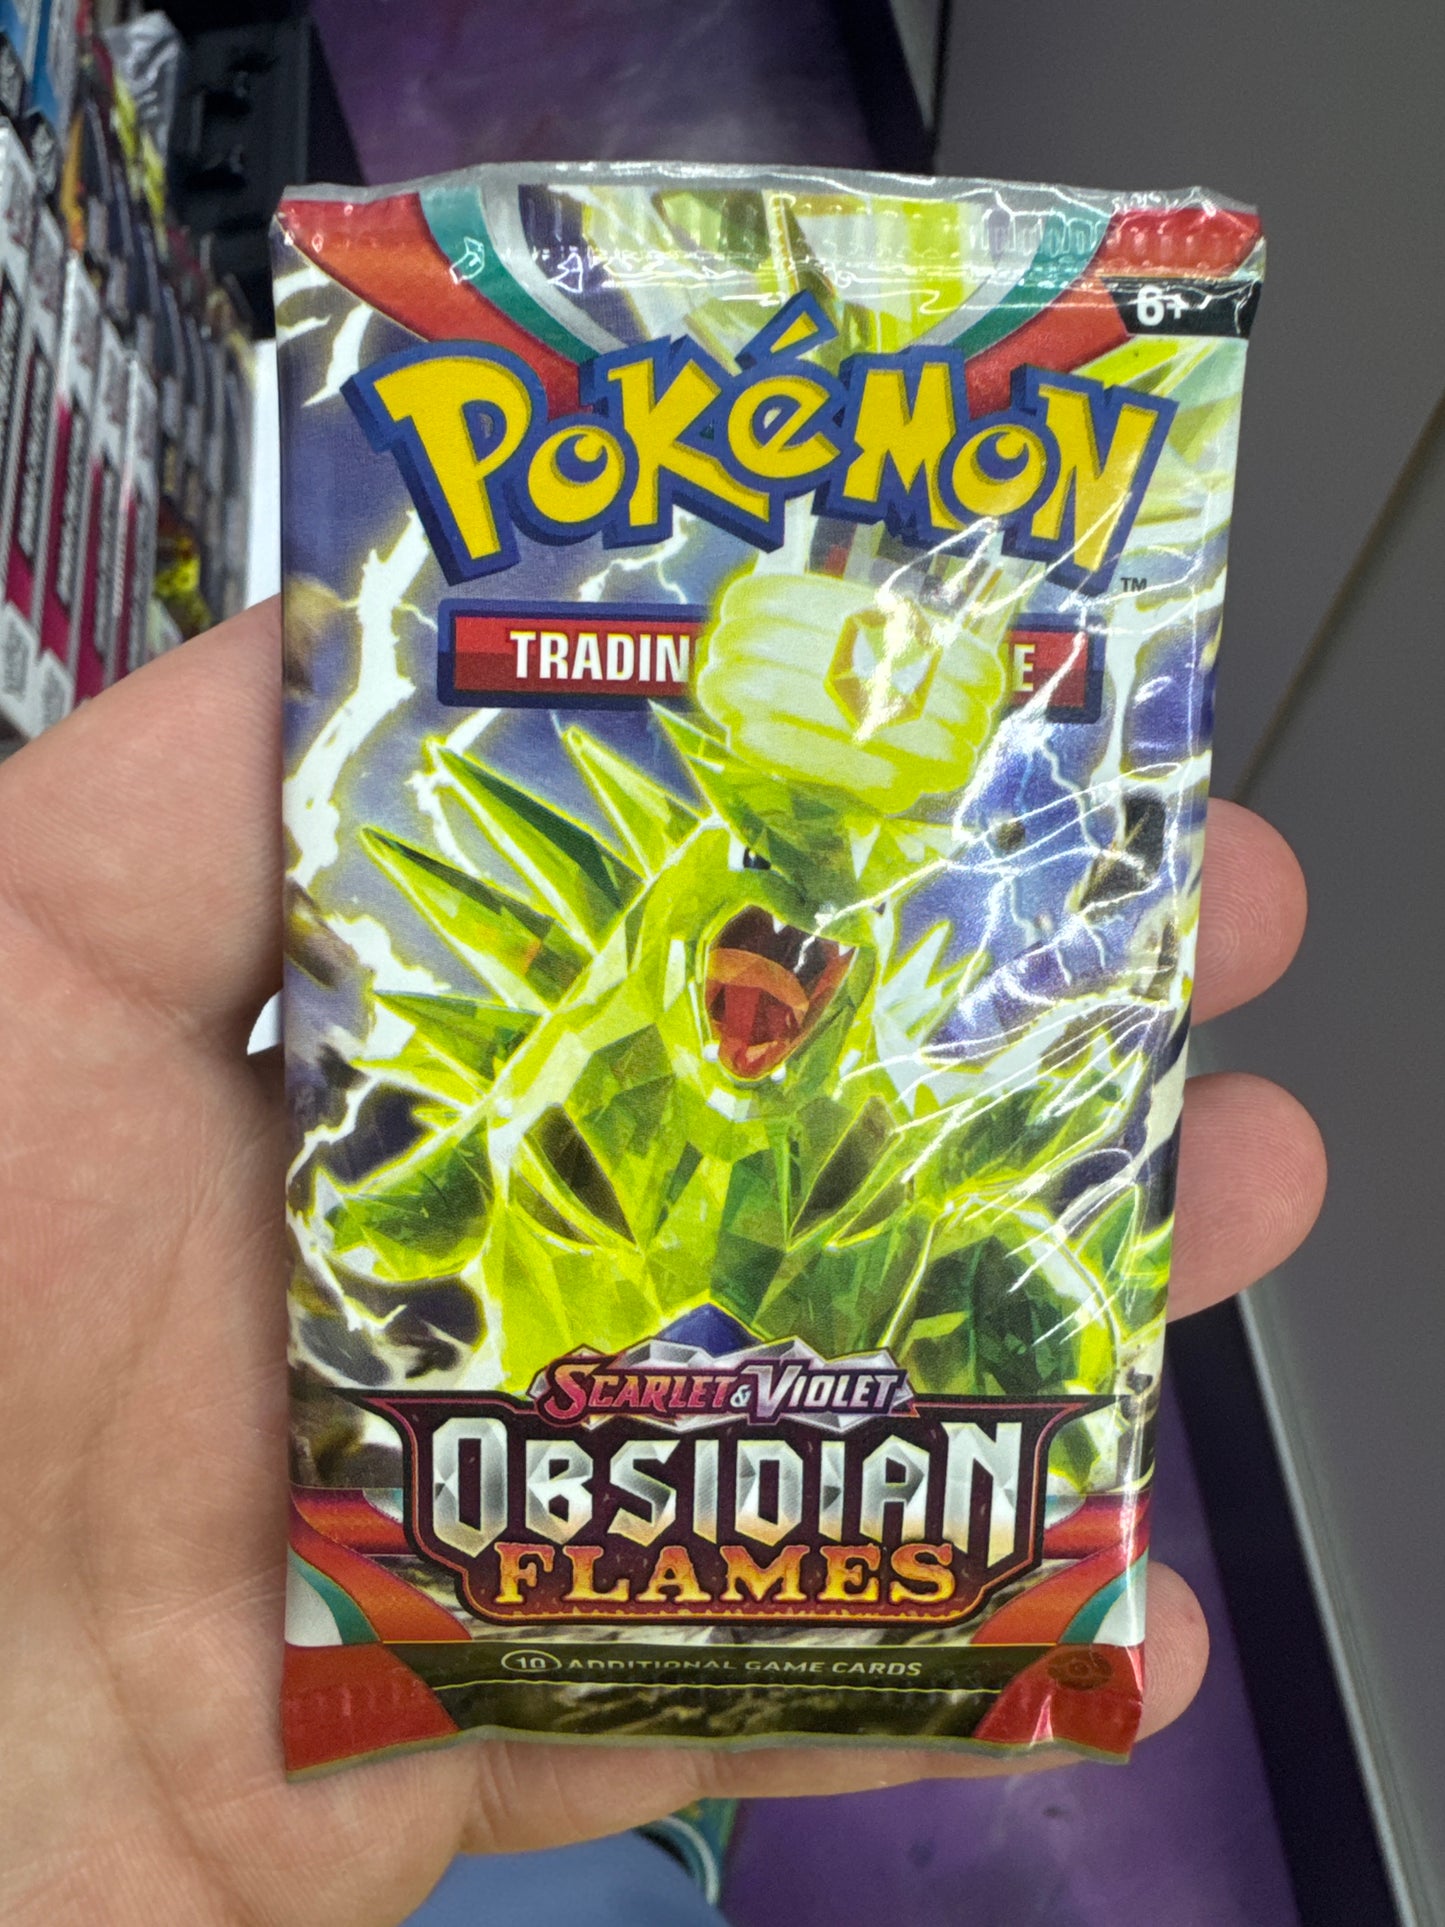 6+
Pokémon
TM
TRADIN E
SCARLET & VIOLET
OBSIDIAN
FLAMES
10 ADDITIONAL GAME CARDS